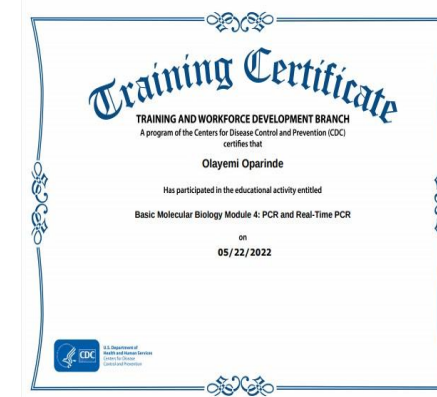 Training Certificate
TRAINING AND WORKFORCE DEVELOPMENT BRANCH
A program of the Centers for Disease Control and Prevention (CDC)
certifies that
Olayemi Oparinde
Has participated in the educational activity entitled
Basic Molecular Biology Module 4: PCR and Real-Time PCR
on
05/22/2022
CDC
U.S. Department of
Health and Human Services
Centers for Disease
Control and Prevention